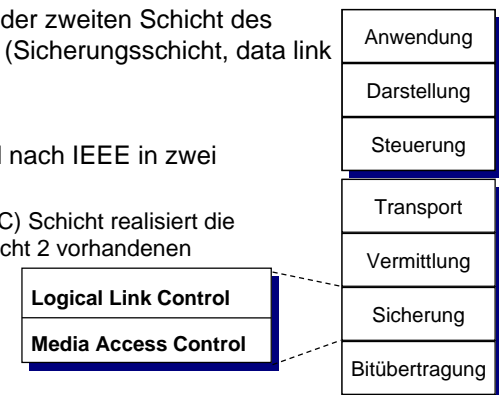 der zweiten Schicht des
(Sicherungsschicht, data link
nach IEEE in zwei
C) Schicht realisiert die
cht 2 vorhandenen
Logical Link Control
Media Access Control
Anwendung
Darstellung
Steuerung
Transport
Vermittlung
Sicherung
Bitübertragung